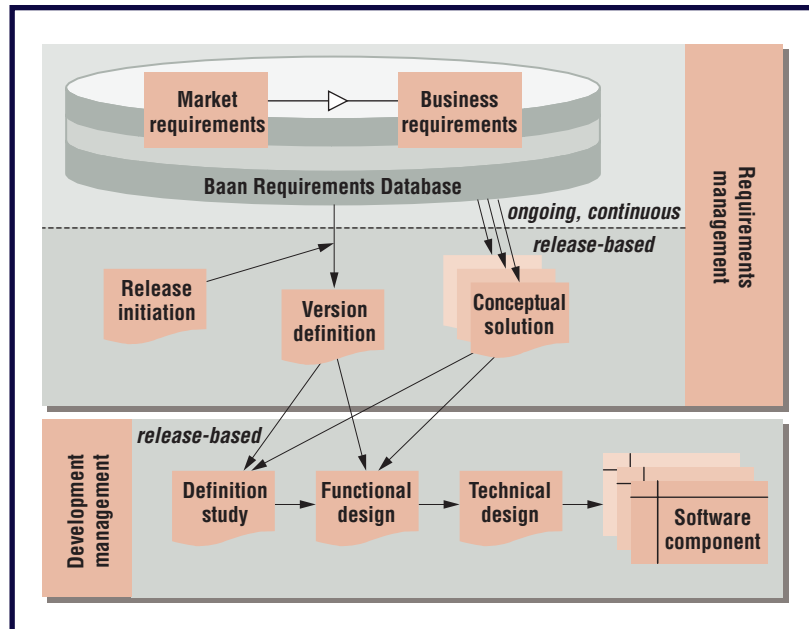 Market
requirements
Business
requirements
Baan Requirements Database
ongoing, continuous
release-based
Requirements
management
Release
initiation
Version
definition
Conceptual
solution
release-based
Development
management
Definition
study
Functional
design
Technical
design
Software
component